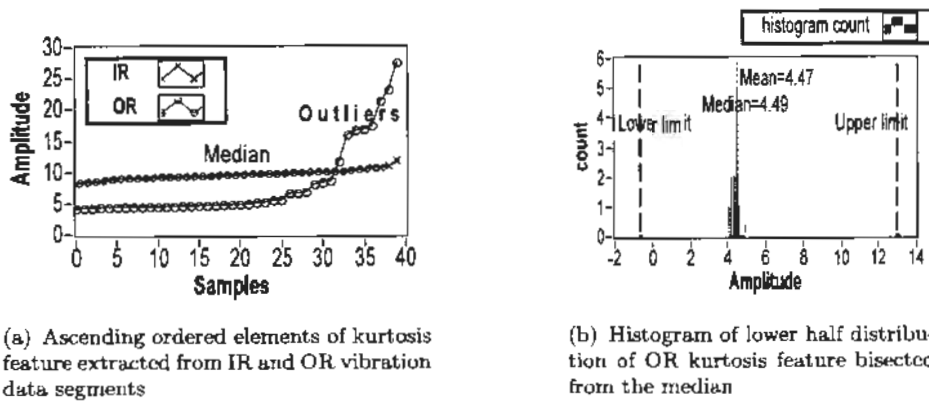 30
25
20
15
10
5
0
Amplitude
IR
OR
Outliers
Median
0 5 10 15 20 25 30 35 40
Samples
(a) Ascending ordered elements of kurtosis
feature extracted from IR and OR vibration
data segments
histogram count
6
5
4
3
2
1
0
count
Mean=4.47
Median=4.49
Lower limit
Upper limit
-2 0 2 4 6 8 10 12 14
Amplitude
(b) Histogram of lower half distribu-
tion of OR kurtosis feature bisected
from the median